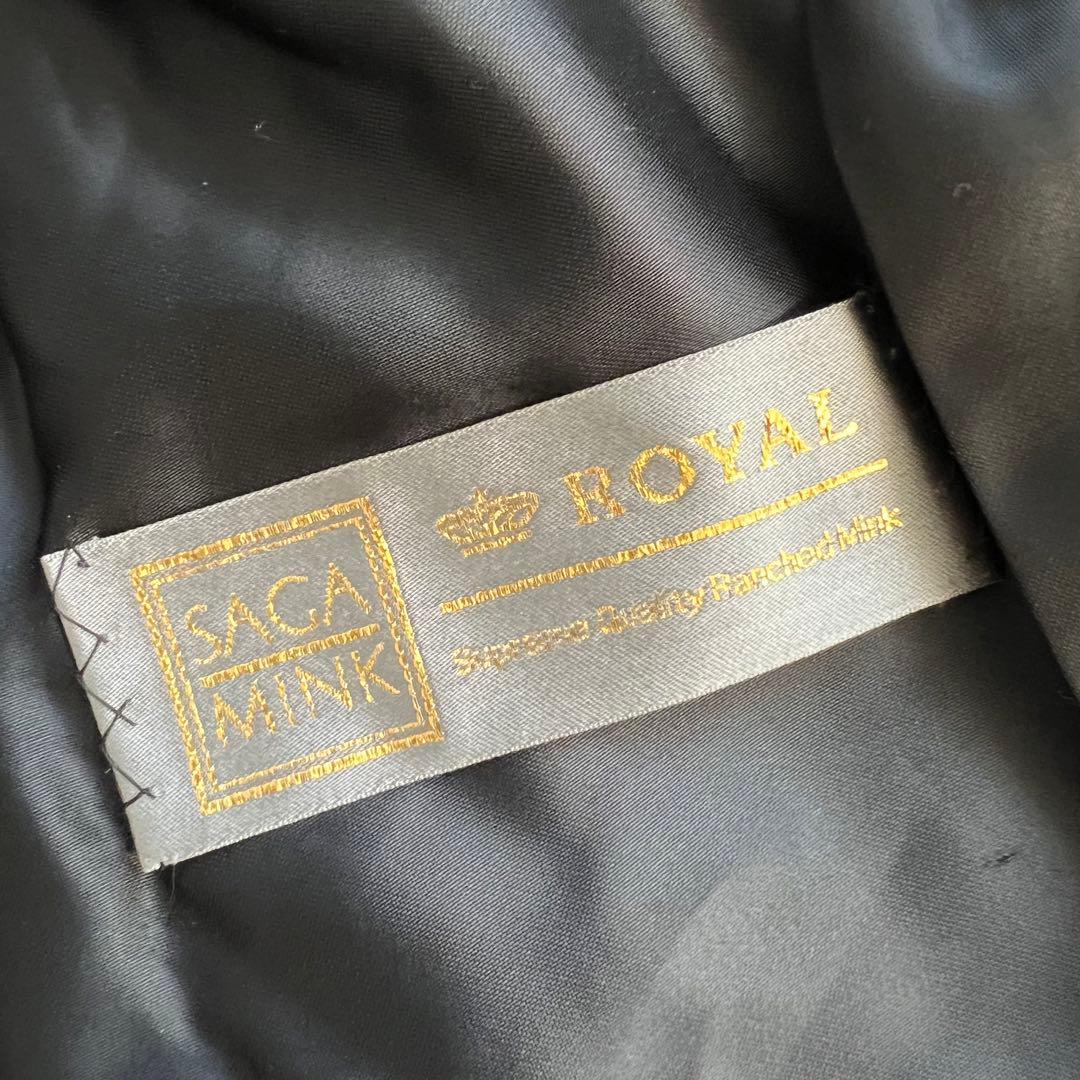 SAGA
MINK
ROYAL
Supreme Quality Ranched Mink